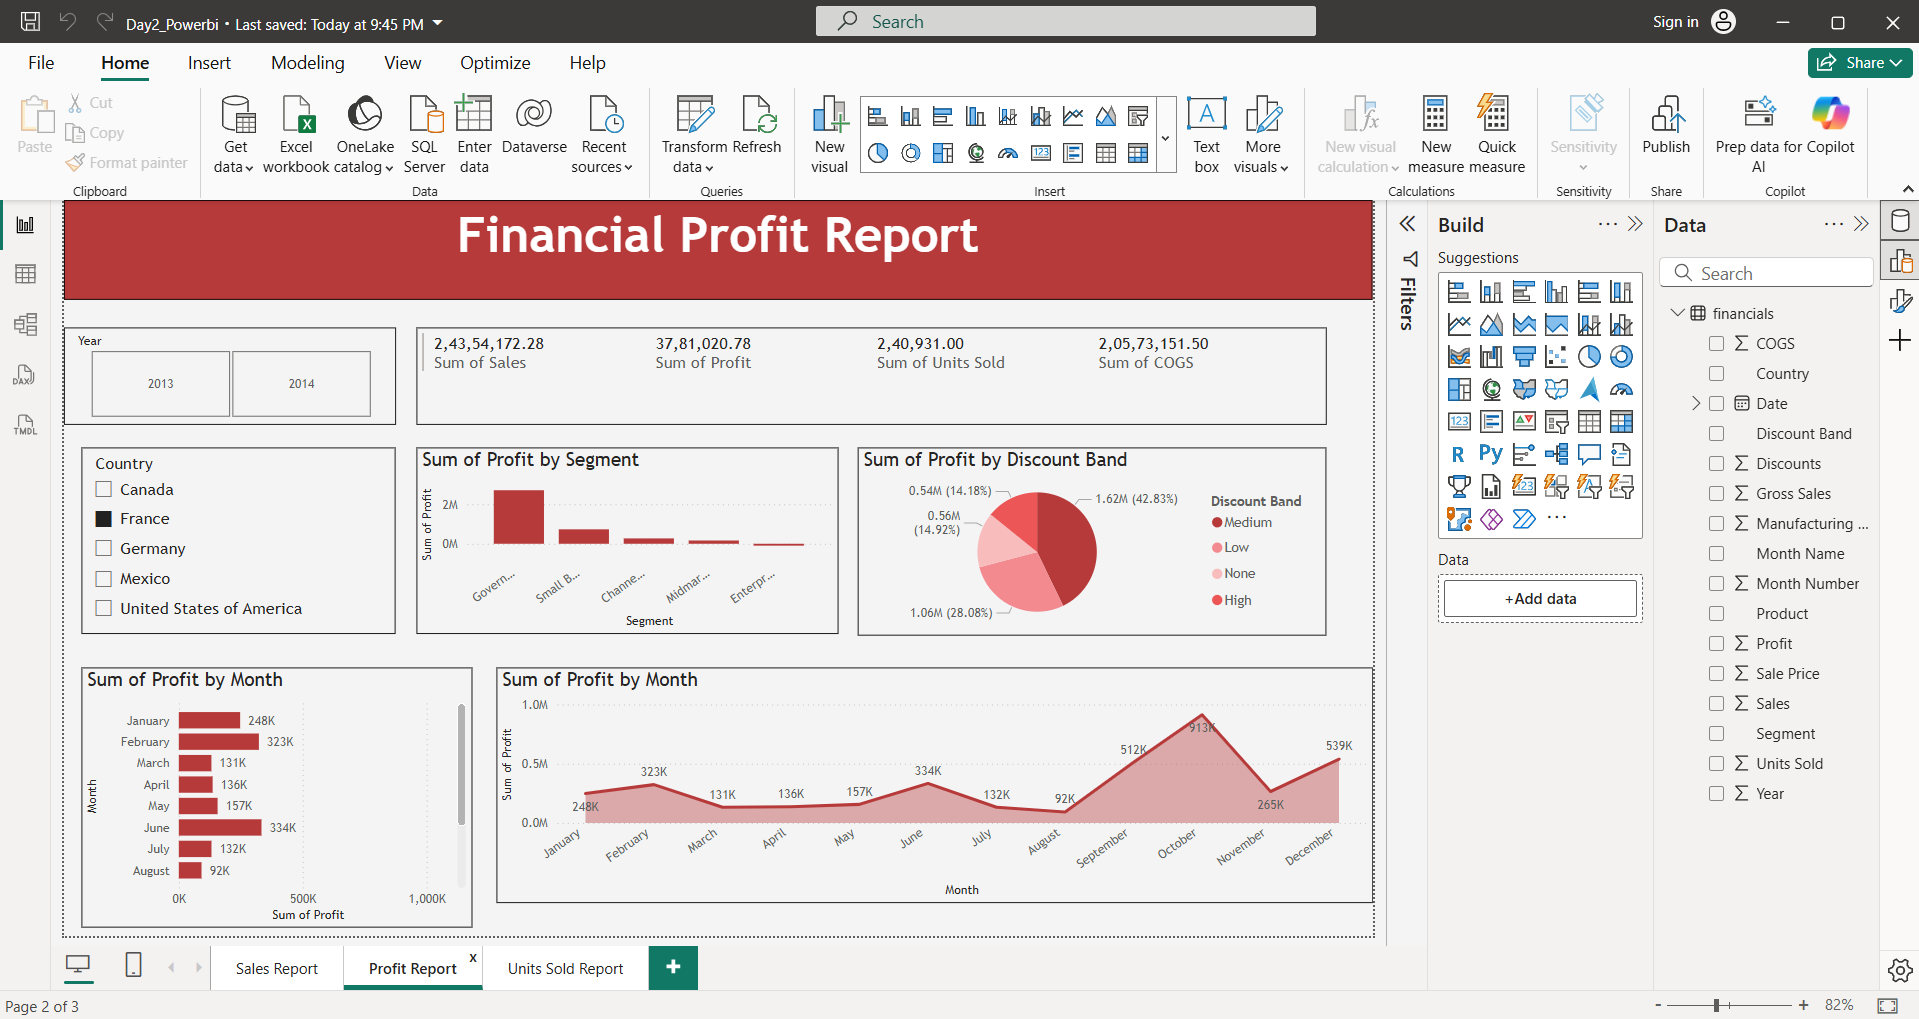 Day2_Powerbi • Last saved: Today at 9:45 PM
Search
Sign in
File
Home
Insert
Modeling
View
Optimize
Help
Share
Paste
Cut
Copy
Format painter
Clipboard
Get data
Excel workbook
OneLake catalog
SQL Server
Enter data
Dataverse
Recent sources
Data
Transform data
Refresh
Queries
New visual
Text box
More visuals
Insert
New visual calculation
New measure
Quick measure
Calculations
Sensitivity
Sensitivity
Publish
Share
Prep data for AI
Copilot
Copilot
DAX
TMDL
Financial Profit Report
Year
2013
2014
2,43,54,172.28
Sum of Sales
37,81,020.78
Sum of Profit
2,40,931.00
Sum of Units Sold
2,05,73,151.50
Sum of COGS
Country
Canada
France
Germany
Mexico
United States of America
Sum of Profit by Segment
Sum of Profit
2M
0M
Govern...
Small B...
Channe...
Midmar...
Enterpr...
Segment
Sum of Profit by Discount Band
0.54M (14.18%)
0.56M
(14.92%)
1.62M (42.83%)
1.06M (28.08%)
Discount Band
Medium
Low
None
High
Sum of Profit by Month
Month
January 248K
February 323K
March 131K
April 136K
May 157K
June 334K
July 132K
August 92K
0K 500K 1,000K
Sum of Profit
Sum of Profit by Month
Sum of Profit
1.0M
0.5M
0.0M
248K
323K
131K
136K
157K
334K
132K
92K
512K
913K
265K
539K
January
February
March
April
May
June
July
August
September
October
November
December
Month
Filters
Build
Suggestions
123
R
Py
123
Data
+Add data
Data
Search
financials
COGS
Country
Date
Discount Band
Discounts
Gross Sales
Manufacturing ...
Month Name
Month Number
Product
Profit
Sale Price
Sales
Segment
Units Sold
Year
Sales Report
Profit Report
x
Units Sold Report
+
Page 2 of 3
- + 82%